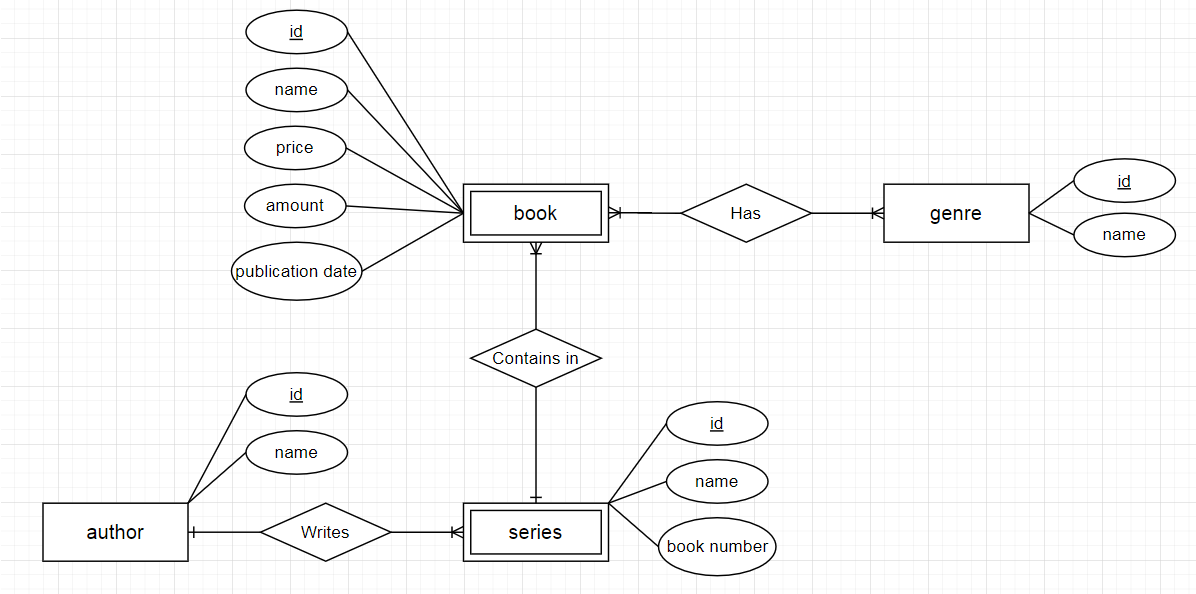 id
name
price
amount
publication date
book
Has
genre
id
name
Contains in
id
name
author
Writes
series
id
name
book number